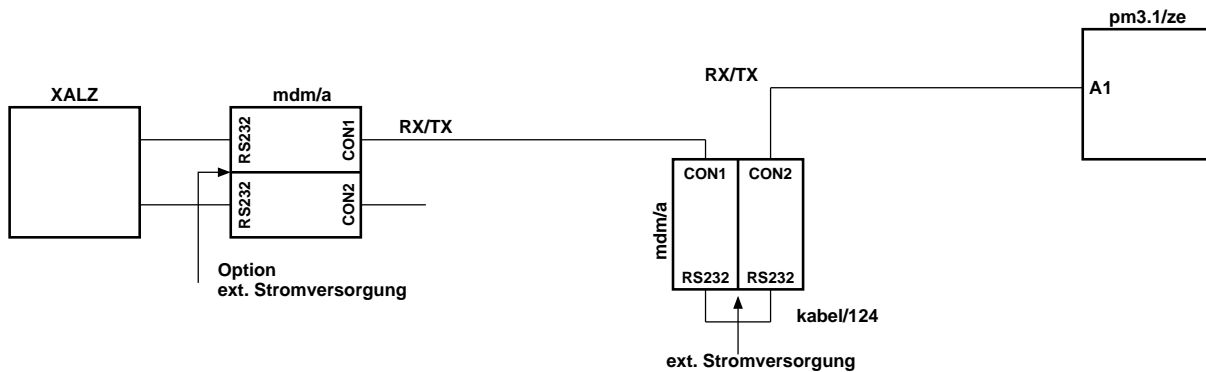 pm3.1/ze
RX/TX
A1
XALZ
mdm/a
RS232
CON1
RX/TX
RS232
CON2
CON1
CON2
mdm/a
RS232
RS232
Option
ext. Stromversorgung
kabel/124
ext. Stromversorgung